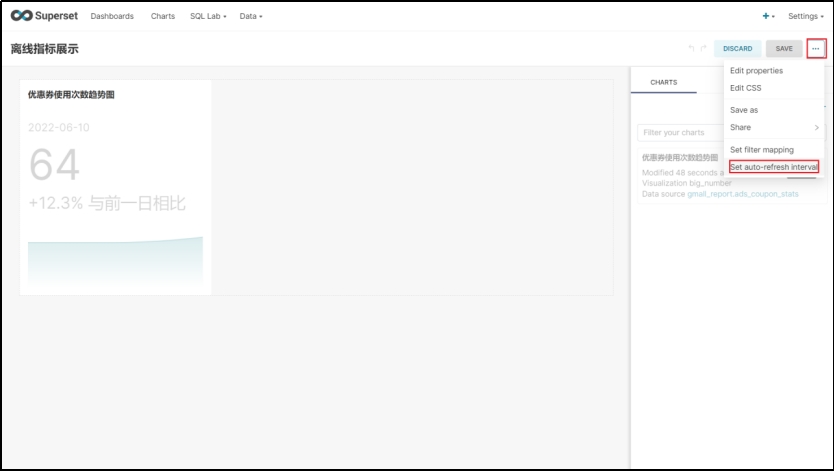 Superset Dashboards Charts SQL Lab Data + Settings
离线指标展示 DISCARD SAVE ...
优惠券使用次数趋势图
2022-06-10
64
+12.3% 与前一日相比
CHARTS
Filter your charts
优惠券使用次数趋势图
Modified 48 seconds a
Visualization big_number
Data source gmall_report.ads_coupon_stats
Edit properties
Edit CSS
Save as
Share
Set filter mapping
Set auto-refresh interval